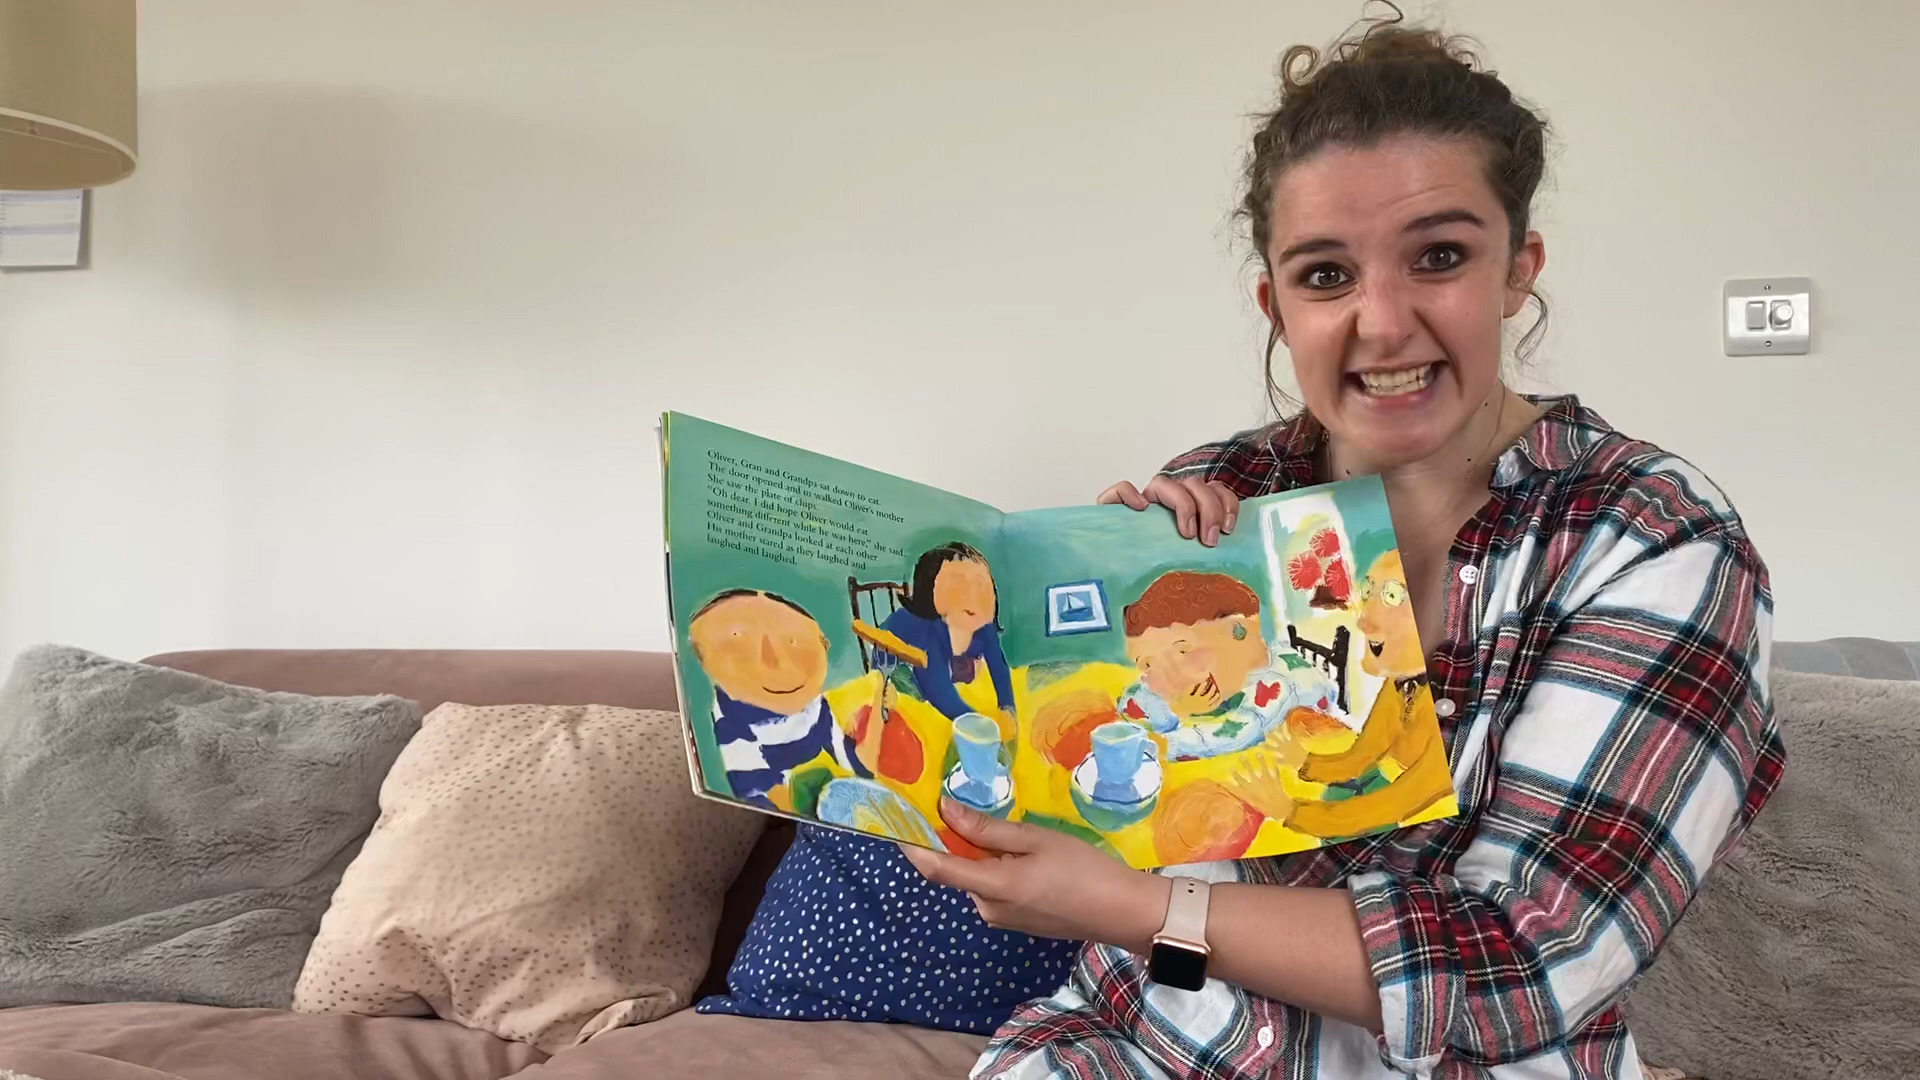 Oliver, Gran and Grandpa sat down to eat.
The door opened and in walked Oliver's mother
She saw the plate of chips.
"Oh dear. I did hope Oliver would eat
something different while he was here," she said.
Oliver and Grandpa looked at each other.
His mother stared as they laughed and
laughed and laughed.